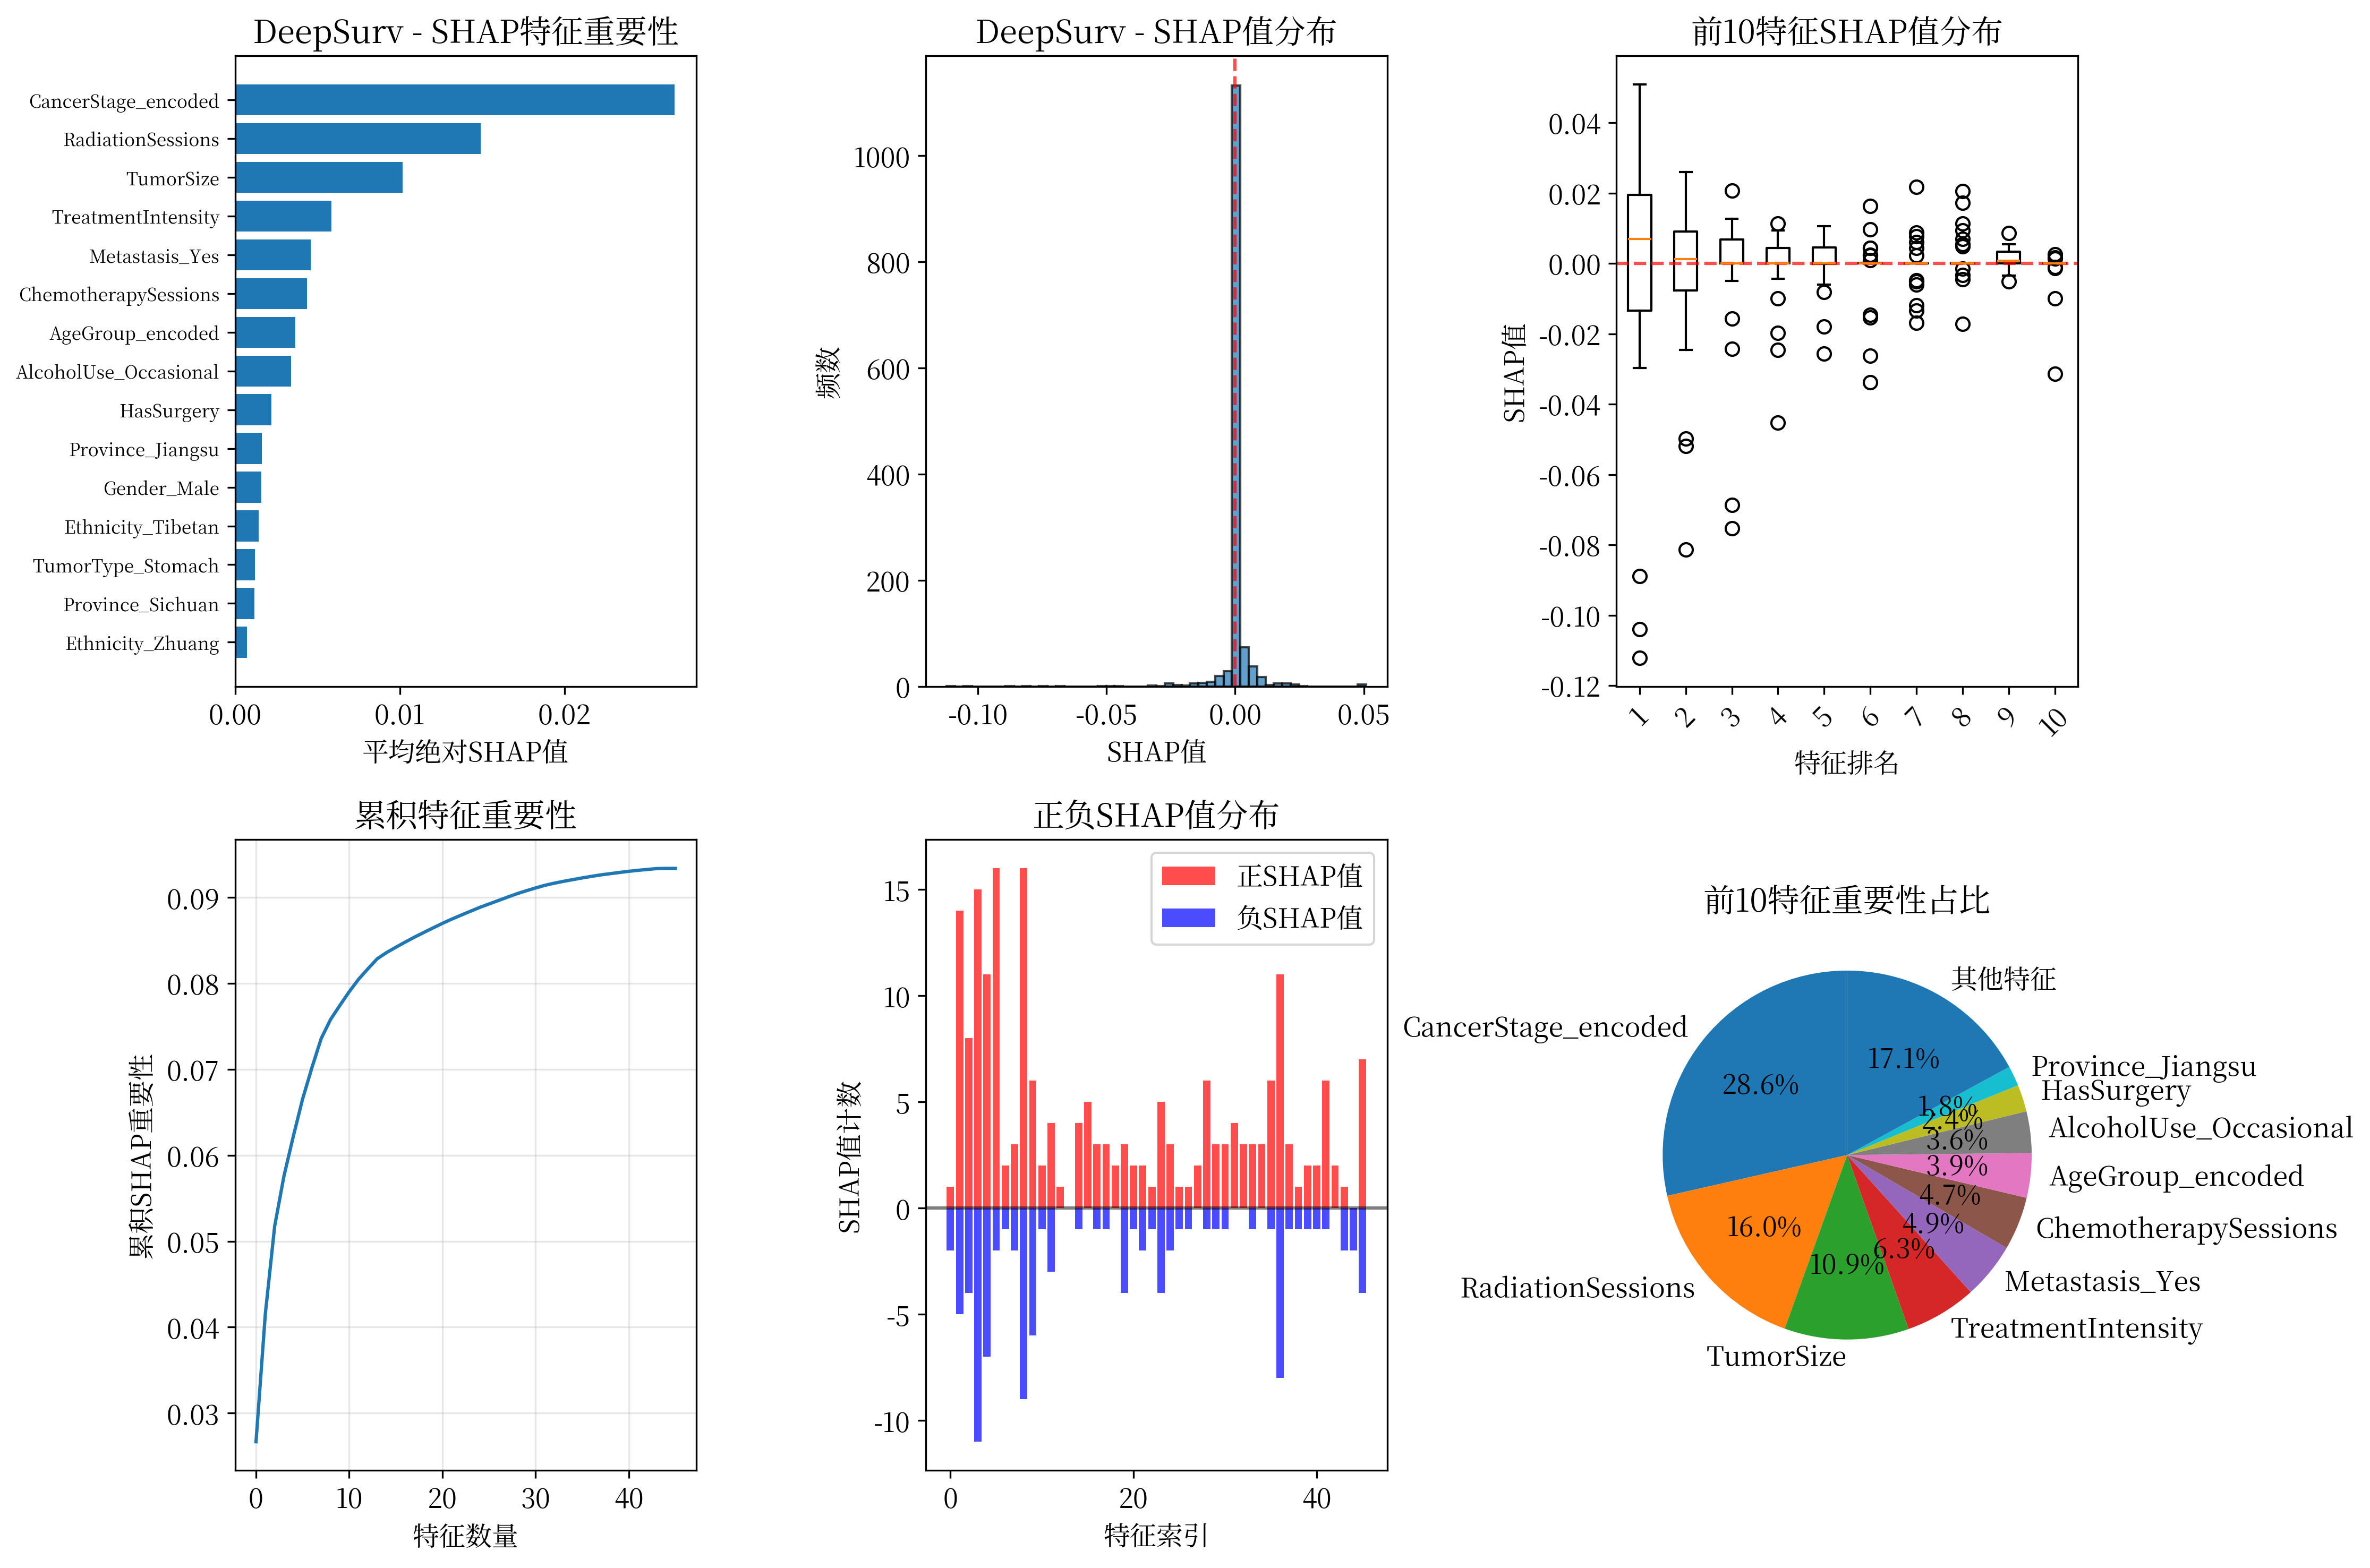 DeepSurv - SHAP特征重要性
CancerStage_encoded
RadiationSessions
TumorSize
TreatmentIntensity
Metastasis_Yes
ChemotherapySessions
AgeGroup_encoded
AlcoholUse_Occasional
HasSurgery
Province_Jiangsu
Gender_Male
Ethnicity_Tibetan
TumorType_Stomach
Province_Sichuan
Ethnicity_Zhuang
0.00 0.01 0.02
平均绝对SHAP值
DeepSurv - SHAP值分布
频数
1000
800
600
400
200
0
-0.10 -0.05 0.00 0.05
SHAP值
前10特征SHAP值分布
SHAP值
0.04
0.02
0.00
-0.02
-0.04
-0.06
-0.08
-0.10
-0.12
1 2 3 4 5 6 7 8 9 10
特征排名
累积特征重要性
累积SHAP重要性
0.09
0.08
0.07
0.06
0.05
0.04
0.03
0 10 20 30 40
特征数量
正负SHAP值分布
正SHAP值
负SHAP值
SHAP值计数
15
10
5
0
-5
-10
0 20 40
特征索引
前10特征重要性占比
其他特征
17.1%
CancerStage_encoded
28.6%
Province_Jiangsu
1.8%
HasSurgery
2.4%
AlcoholUse_Occasional
3.6%
AgeGroup_encoded
3.9%
ChemotherapySessions
4.7%
Metastasis_Yes
4.9%
TreatmentIntensity
6.3%
TumorSize
10.9%
RadiationSessions
16.0%